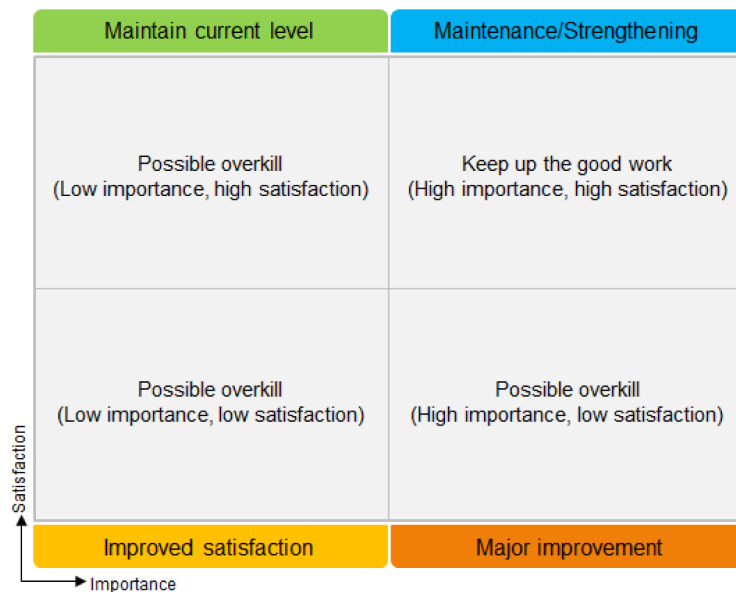 Maintain current level
Maintenance/Strengthening
Possible overkill
(Low importance, high satisfaction)
Keep up the good work
(High importance, high satisfaction)
Possible overkill
(Low importance, low satisfaction)
Possible overkill
(High importance, low satisfaction)
Satisfaction
Improved satisfaction
Major improvement
Importance